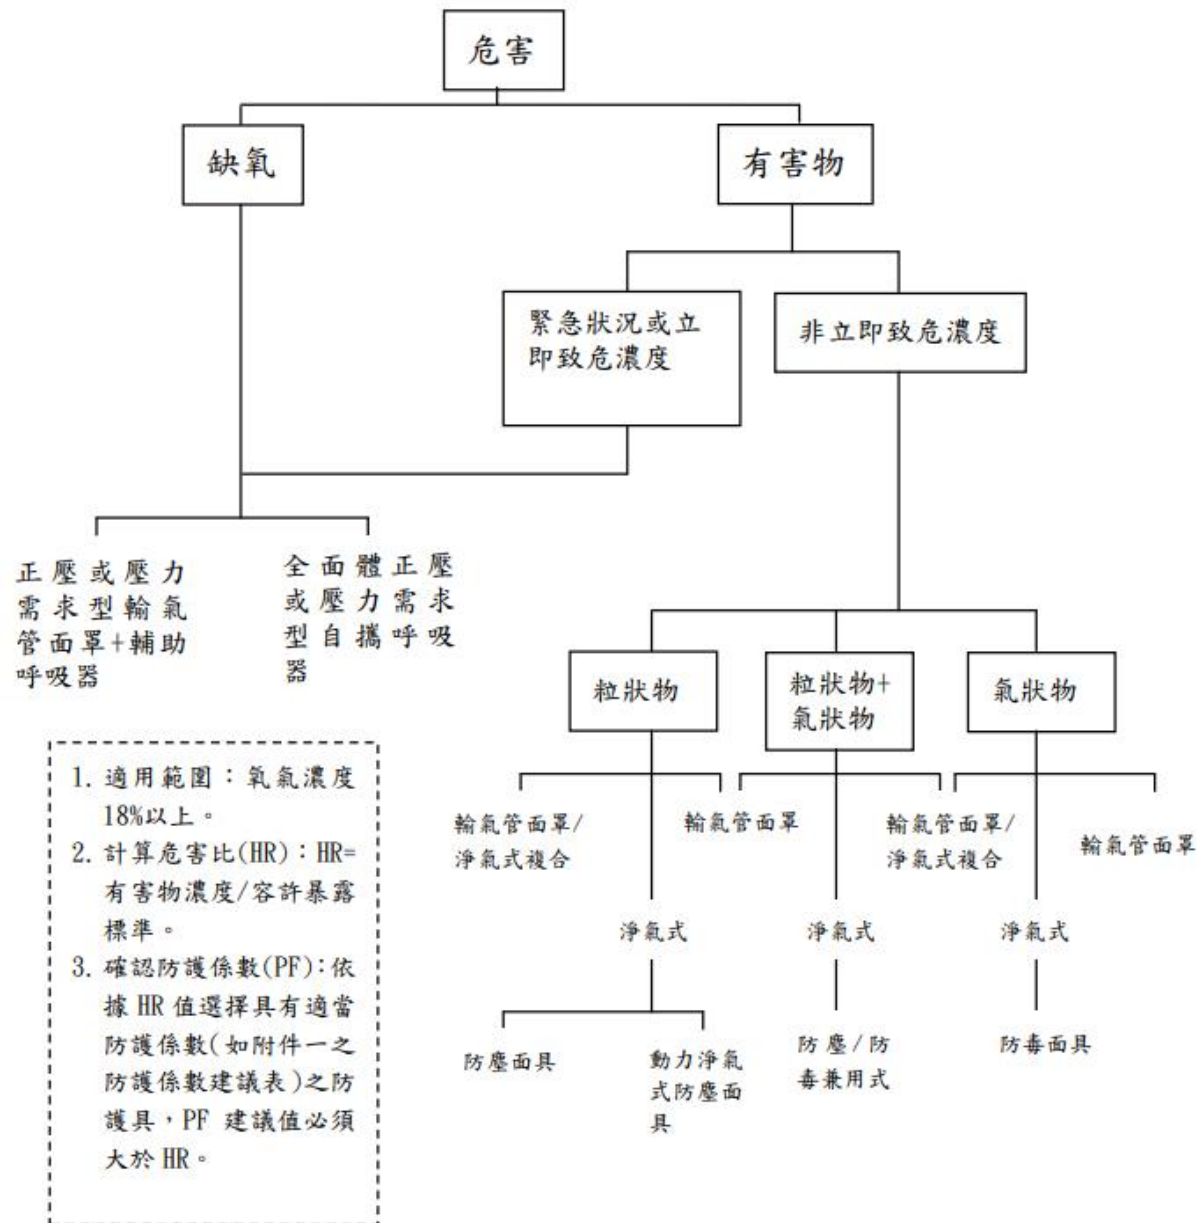 危害
缺氧
有害物
緊急狀況或立
即致危濃度
非立即致危濃度
正壓或壓力
需求型輸氣
管面罩+輔助
呼吸器
全面體正壓
或壓力需求
型自攜呼吸
器
粒狀物
粒狀物+
氣狀物
氣狀物
輸氣管面罩/
淨氣式複合
輸氣管面罩
輸氣管面罩/
淨氣式複合
輸氣管面罩
淨氣式
淨氣式
淨氣式
防塵面具
動力淨氣
式防塵面
具
防塵/防
毒兼用式
防毒面具
1. 適用範圍：氧氣濃度
18%以上。
2. 計算危害比(HR)：HR=
有害物濃度/容許暴露
標準。
3. 確認防護係數(PF)：依
據 HR 值選擇具有適當
防護係數(如附件一之
防護係數建議表)之防
護具，PF 建議值必須
大於 HR。